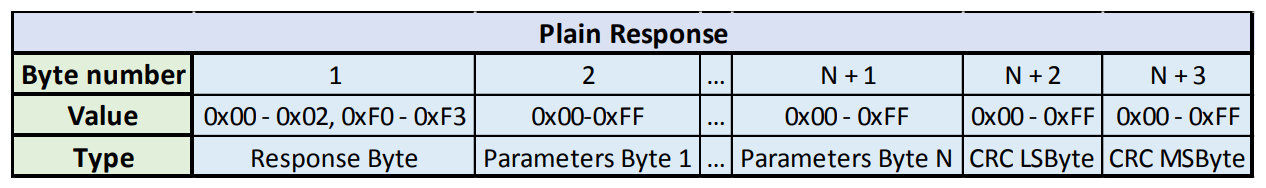 Plain Response
Byte number 1 2 ... N + 1 N + 2 N + 3
Value 0x00 - 0x02, 0xF0 - 0xF3 0x00-0xFF ... 0x00 - 0xFF 0x00 - 0xFF 0x00 - 0xFF
Type Response Byte Parameters Byte 1 ... Parameters Byte N CRC LSByte CRC MSByte